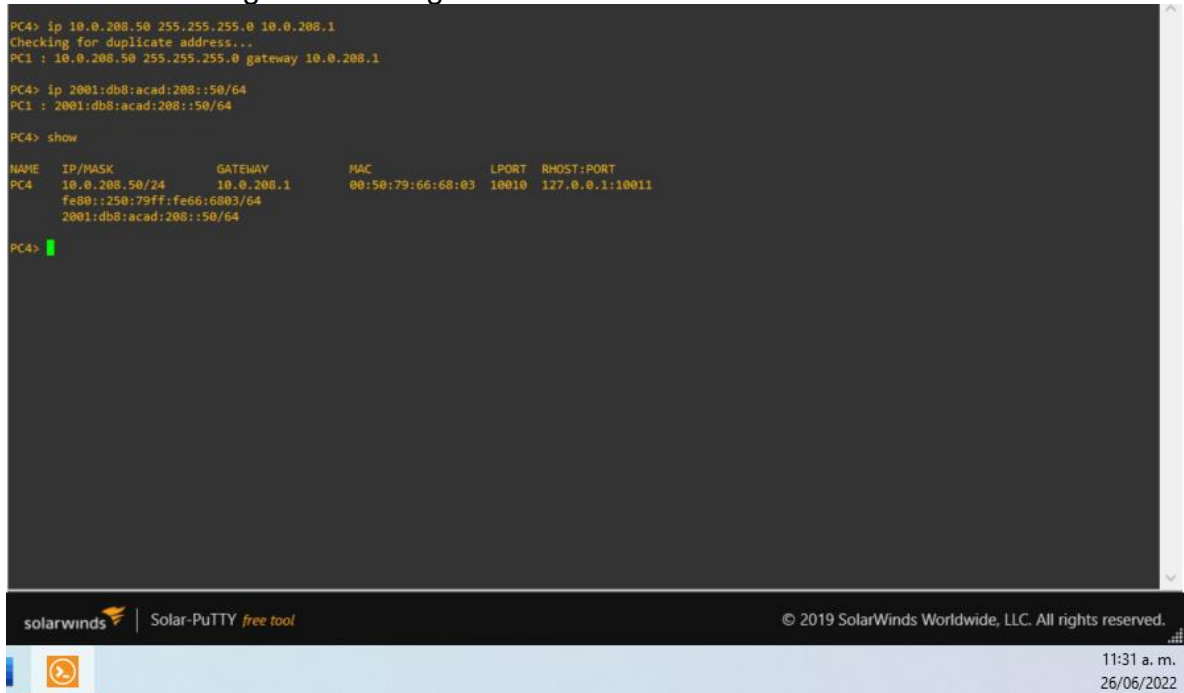 PC4> ip 10.0.208.50 255.255.255.0 10.0.208.1
Checking for duplicate address...
PC1 : 10.0.208.50 255.255.255.0 gateway 10.0.208.1
PC4> ip 2001:db8:acad:208::50/64
PC1 : 2001:db8:acad:208::50/64
PC4> show
NAME IP/MASK GATEWAY MAC LPORT RHOST:PORT
PC4 10.0.208.50/24 10.0.208.1 00:50:79:66:68:03 10010 127.0.0.1:10011
fe80::250:79ff:fe66:6803/64
2001:db8:acad:208::50/64
PC4>
solarwinds | Solar-PuTTY free tool © 2019 SolarWinds Worldwide, LLC. All rights reserved.
11:31 a. m.
26/06/2022